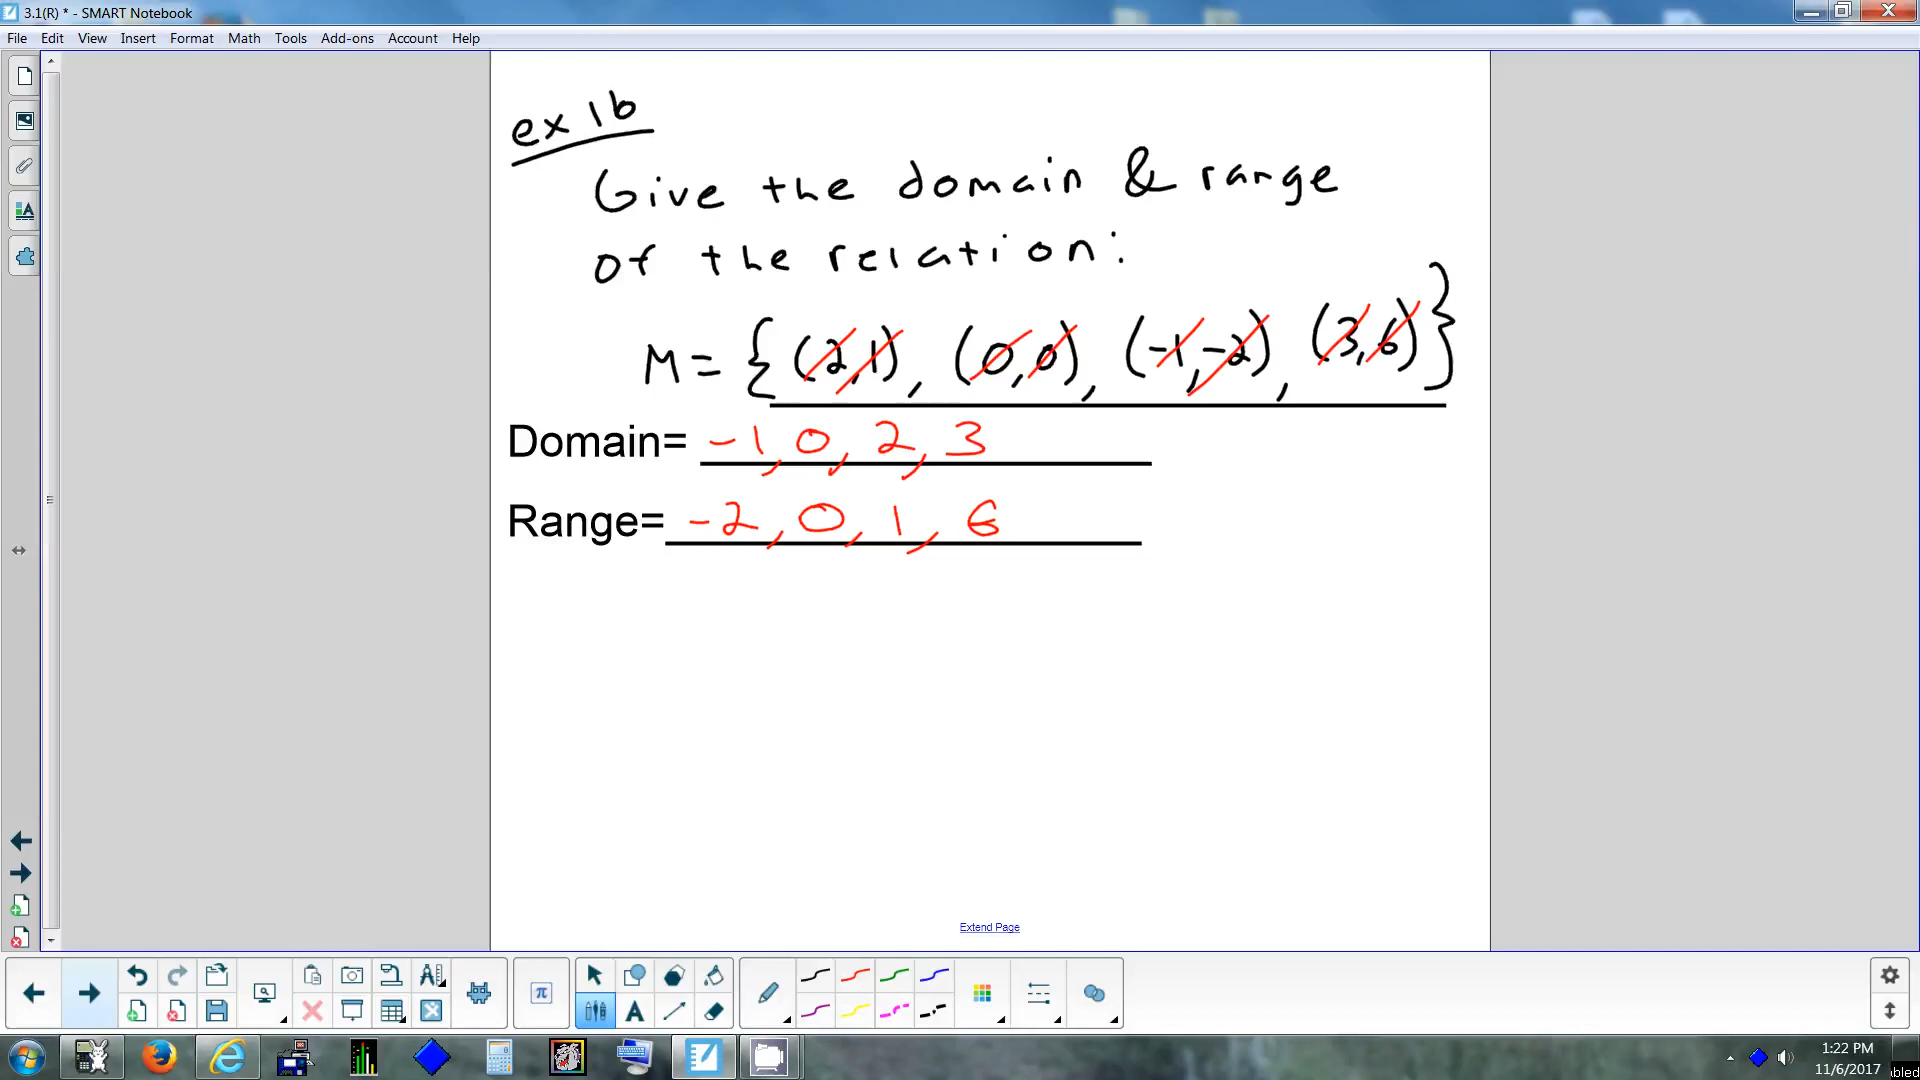 3.1(R) * - SMART Notebook
File Edit View Insert Format Math Tools Add-ons Account Help
ex 1b
Give the domain & range
of the relation:
M = {(2,1), (0,0), (-1,-2), (3,6)}
Domain= -1, 0, 2, 3
Range= -2, 0, 1, 6
Extend Page
1:22 PM
11/6/2017
bled